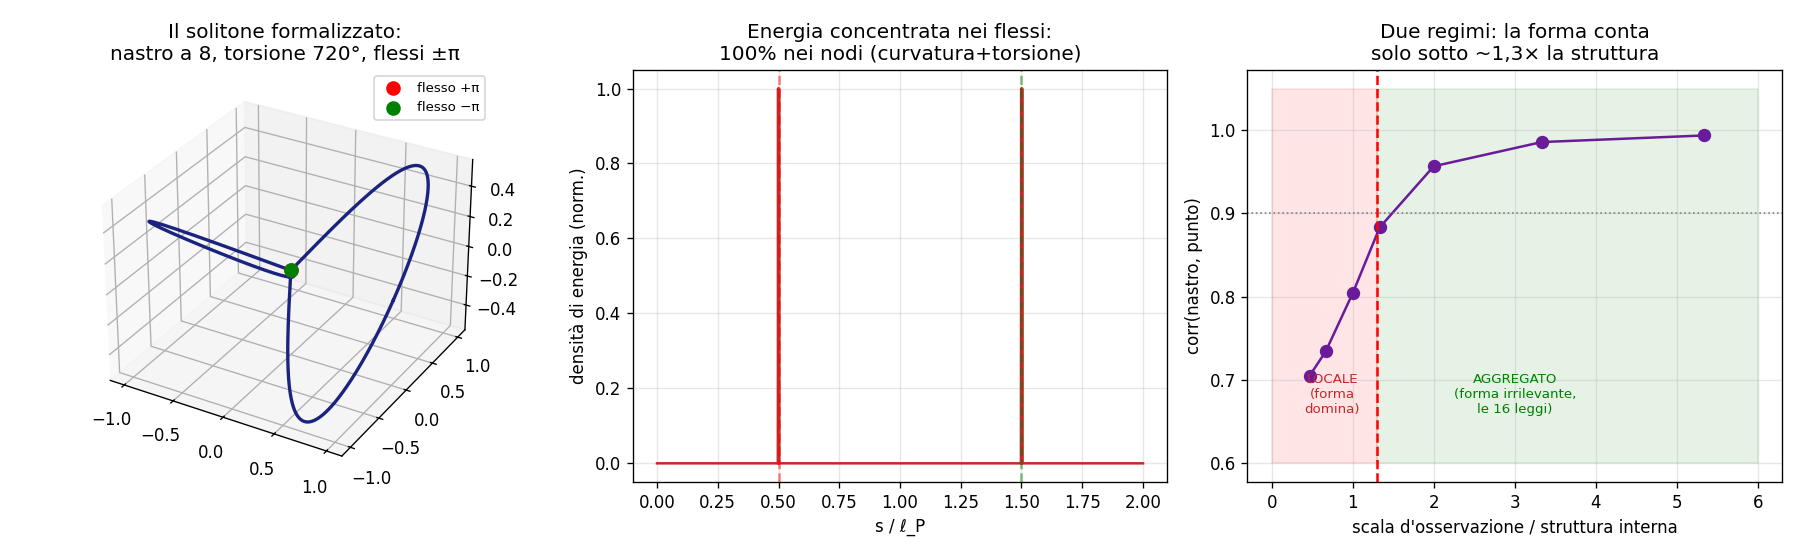 Il solitone formalizzato:
nastro a 8, torsione 720°, flessi ±π
flesso +π
flesso −π
0.4
0.2
0.0
−0.2
−0.4
1.0
0.5
0.0
−0.5
−1.0
−1.0
−0.5
0.0
0.5
1.0
Energia concentrata nei flessi:
100% nei nodi (curvatura+torsione)
densità di energia (norm.)
1.0
0.8
0.6
0.4
0.2
0.0
0.00 0.25 0.50 0.75 1.00 1.25 1.50 1.75 2.00
s / ℓ_P
Due regimi: la forma conta
solo sotto ~1,3× la struttura
corr(nastro, punto)
1.0
0.9
0.8
0.7
0.6
LOCALE
(forma
domina)
AGGREGATO
(forma irrilevante,
le 16 leggi)
0 1 2 3 4 5 6
scala d'osservazione / struttura interna